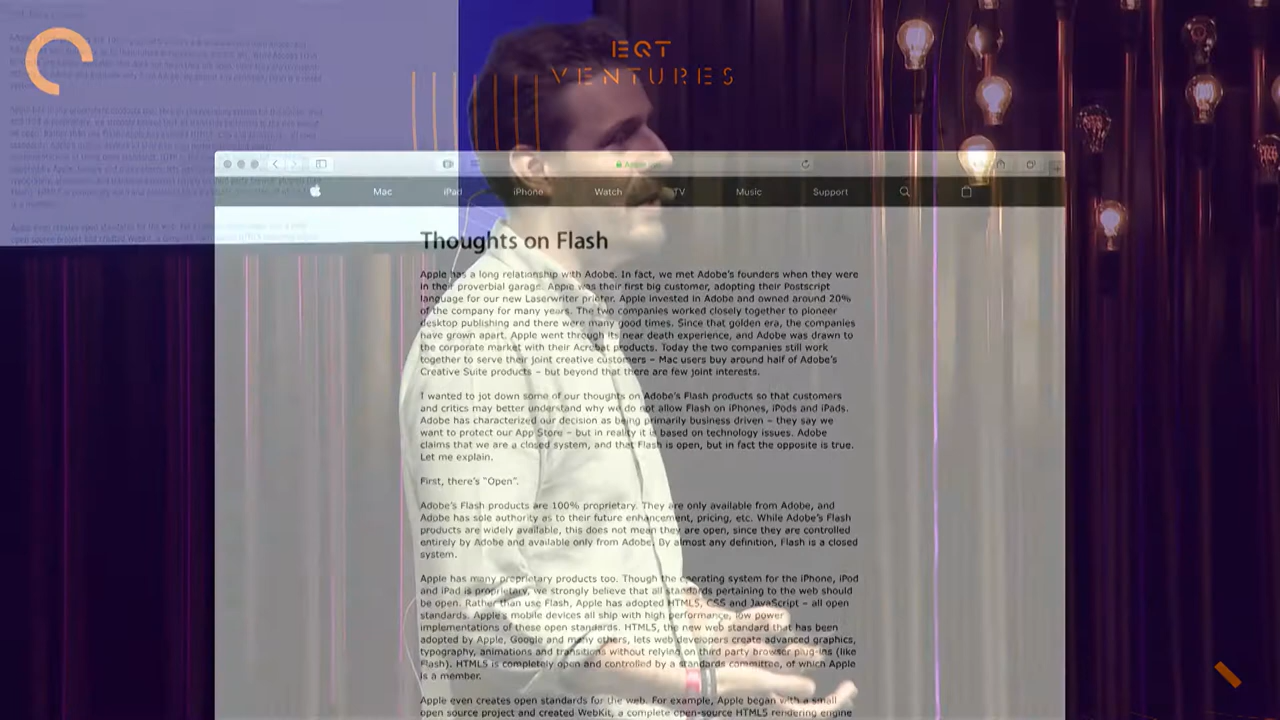 EQT
VENTURES
Mac iPad iPhone Watch TV Music Support
Thoughts on Flash
Apple has a long relationship with Adobe. In fact, we met Adobe's founders when they were
in their proverbial garage. Apple was their first big customer, adopting their Postscript
language for our new Laserwriter printer. Apple invested in Adobe and owned around 20%
of the company for many years. The two companies worked closely together to pioneer
desktop publishing and there were many good times. Since that golden era, the companies
have grown apart. Apple went through its near death experience, and Adobe was drawn to
the corporate market with their Acrobat products. Today the two companies still work
together to serve their joint creative customers – Mac users buy around half of Adobe's
Creative Suite products – but beyond that there are few joint interests.
I wanted to jot down some of our thoughts on Adobe's Flash products so that customers
and critics may better understand why we do not allow Flash on iPhones, iPods and iPads.
Adobe has characterized our decision as being primarily business driven – they say we
want to protect our App Store – but in reality it is based on technology issues. Adobe
claims that we are a closed system, and that Flash is open, but in fact the opposite is true.
Let me explain.
First, there's "Open".
Adobe's Flash products are 100% proprietary. They are only available from Adobe, and
Adobe has sole authority as to their future enhancement, pricing, etc. While Adobe's Flash
products are widely available, this does not mean they are open, since they are controlled
entirely by Adobe and available only from Adobe. By almost any definition, Flash is a closed
system.
Apple has many proprietary products too. Though the operating system for the iPhone, iPod
and iPad is proprietary, we strongly believe that all standards pertaining to the web should
be open. Rather than use Flash, Apple has adopted HTML5, CSS and JavaScript – all open
standards. Apple's mobile devices all ship with high performance, low power
implementations of these open standards. HTML5, the new web standard that has been
adopted by Apple, Google and many others, lets web developers create advanced graphics,
typography, animations and transitions without relying on third party browser plug-ins (like
Flash). HTML5 is completely open and controlled by a standards committee, of which Apple
is a member.
Apple even creates open standards for the web. For example, Apple began with a small
open source project and created WebKit, a complete open-source HTML5 rendering engine